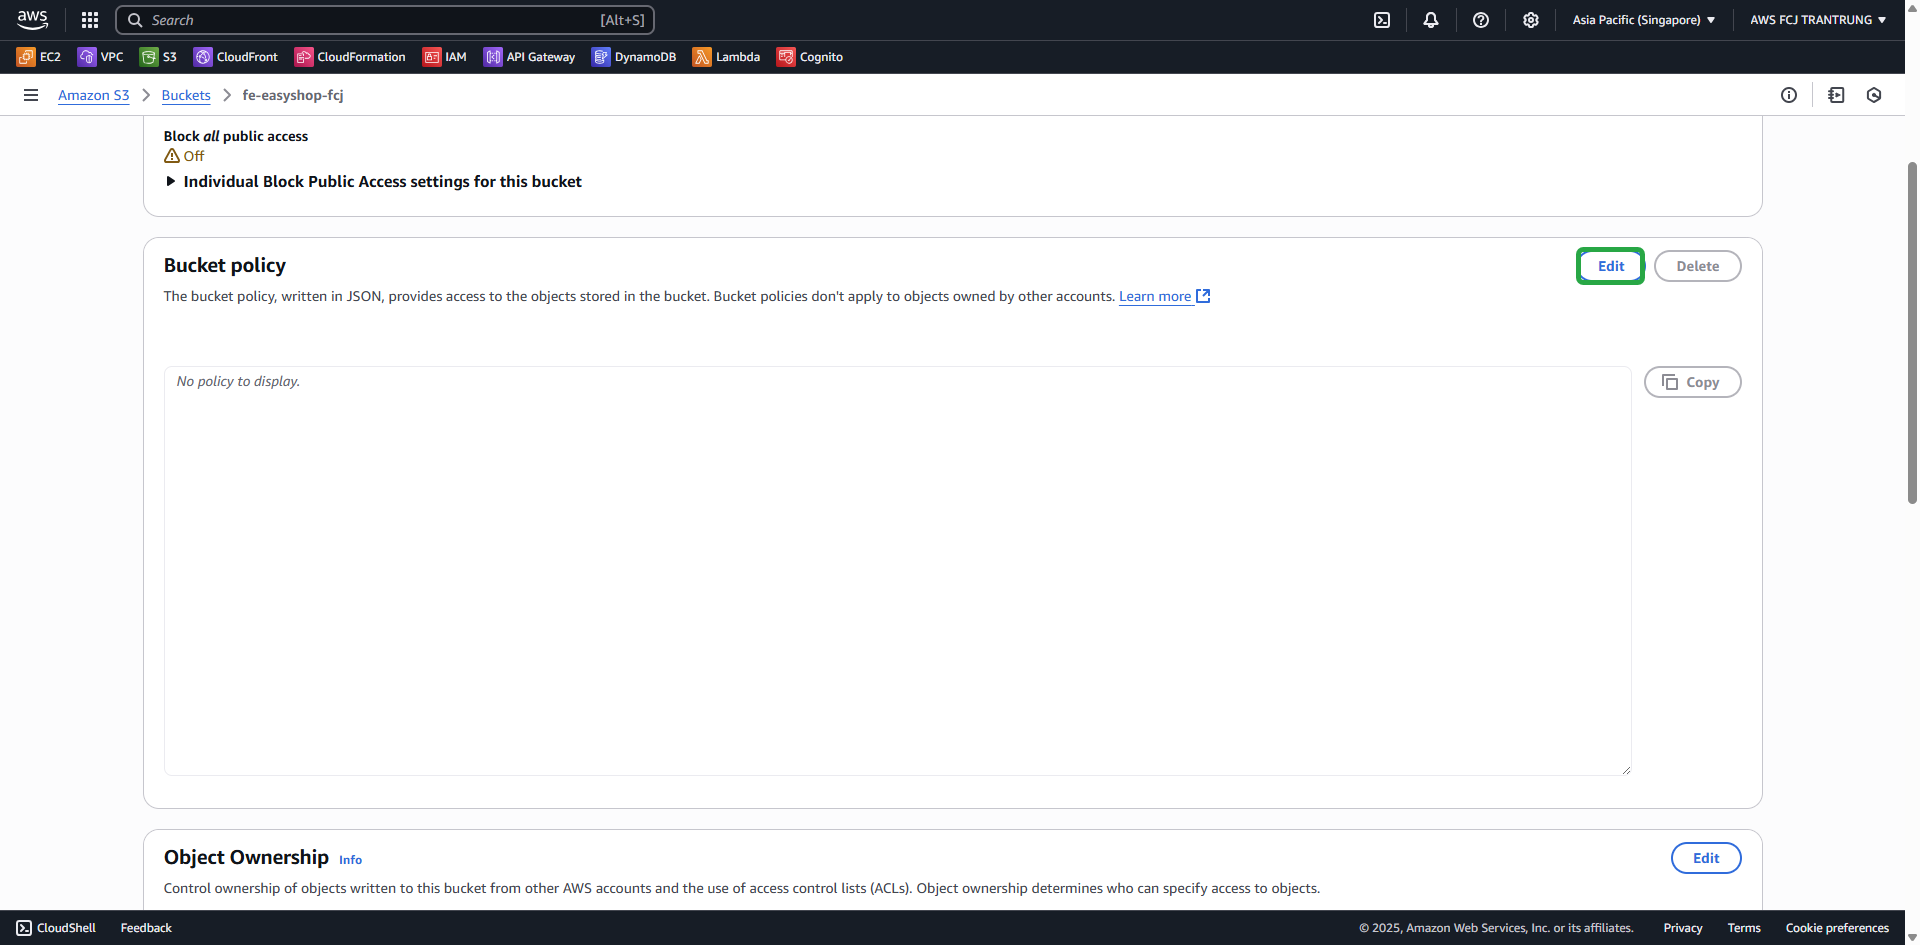 aws
Search [Alt+S]
Asia Pacific (Singapore)
AWS FCJ TRANTRUNG
EC2 VPC S3 CloudFront CloudFormation IAM API Gateway DynamoDB Lambda Cognito
Amazon S3 Buckets fe-easyshop-fcj
Block all public access
Off
Individual Block Public Access settings for this bucket
Bucket policy
Edit Delete
The bucket policy, written in JSON, provides access to the objects stored in the bucket. Bucket policies don't apply to objects owned by other accounts. Learn more
No policy to display.
Copy
Object Ownership Info
Edit
Control ownership of objects written to this bucket from other AWS accounts and the use of access control lists (ACLs). Object ownership determines who can specify access to objects.
CloudShell Feedback © 2025, Amazon Web Services, Inc. or its affiliates. Privacy Terms Cookie preferences